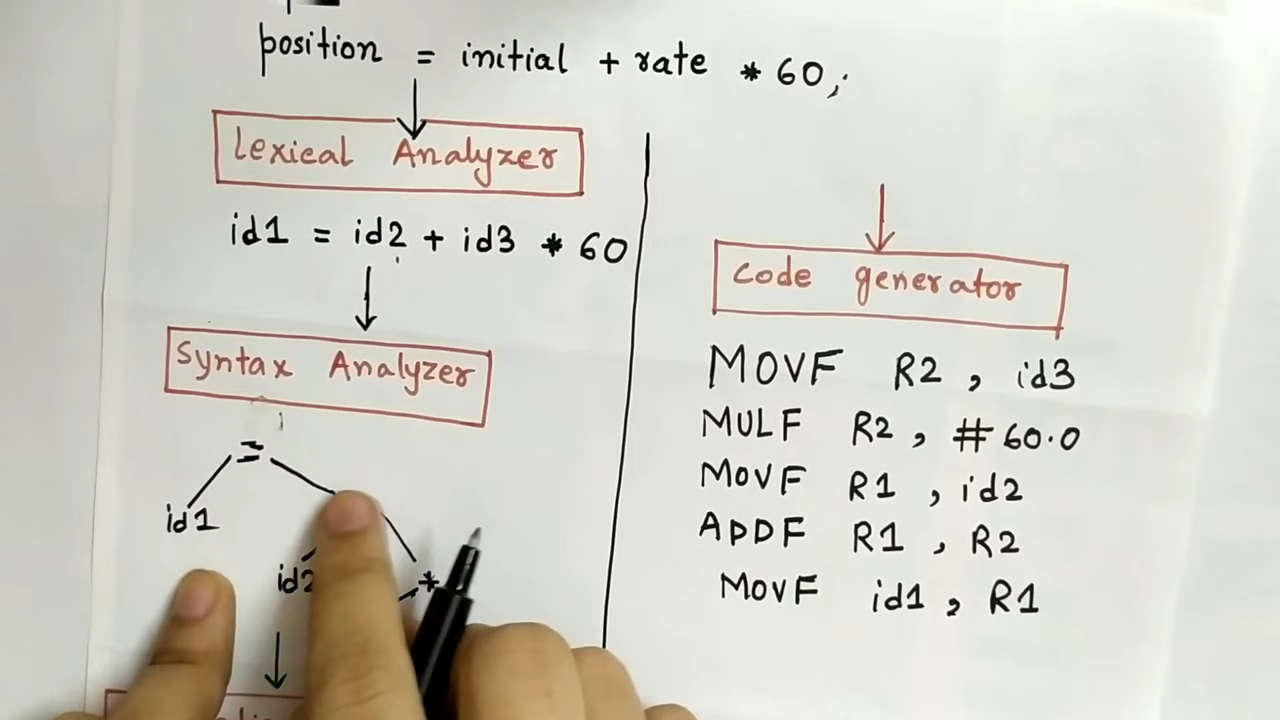 position = initial + rate * 60;
Lexical Analyzer
id1 = id2 + id3 * 60
Syntax Analyzer
=
id1
id2 *
code generator
MOVF R2, id3
MULF R2, #60.0
MOVF R1, id2
ADDF R1, R2
MOVF id1, R1